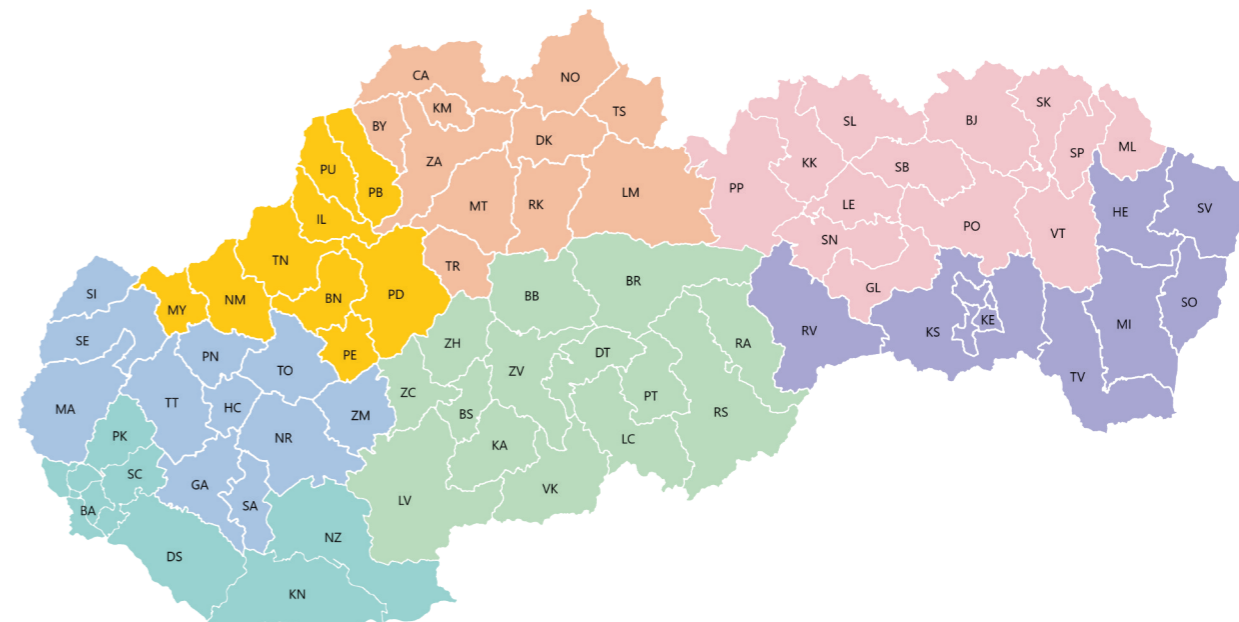 NO
CA
KM
TS
BY
DK
ZA
SK
SL
BJ
ML
SP
KK
SB
PU
PB
PP
LM
MT
RK
LE
IL
HE
SV
PO
VT
SN
TN
TR
BR
GL
SI
BN
PD
BB
MY
NM
SO
RV
KS
KE
MI
SE
ZH
DT
RA
PE
PN
TO
ZV
TV
ZC
PT
MA
TT
HC
ZM
BS
RS
PK
NR
KA
LC
SC
GA
VK
LV
SA
BA
NZ
DS
KN